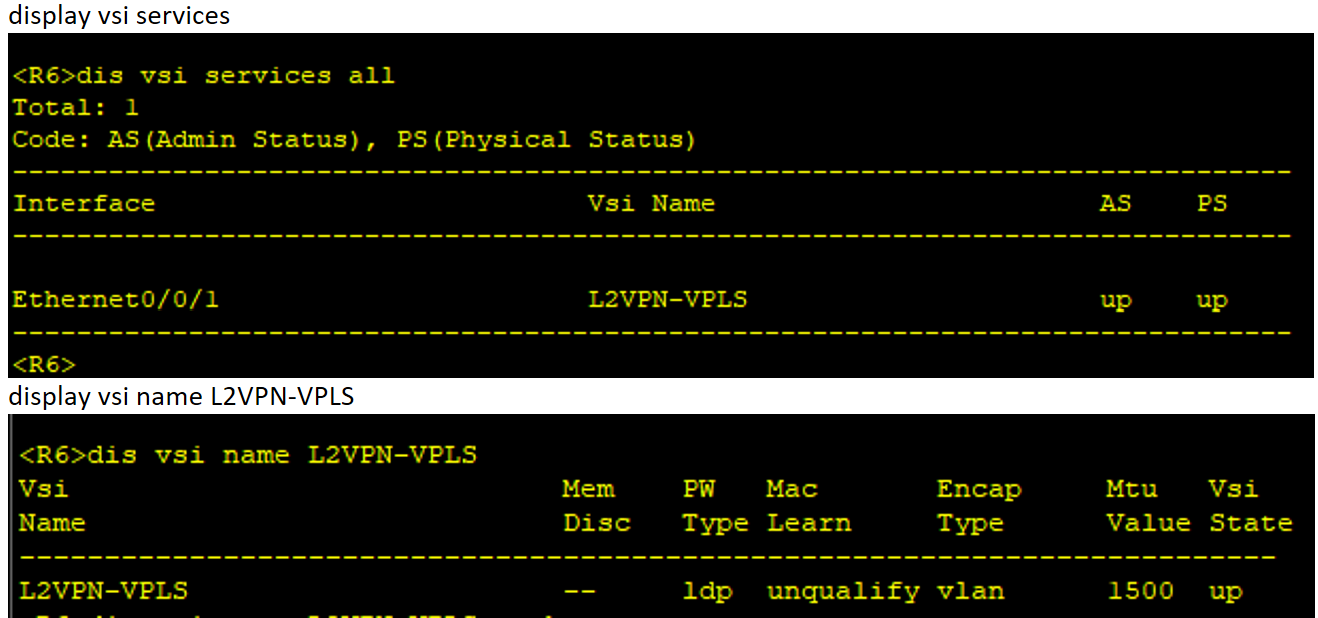 display vsi services
<R6>dis vsi services all
Total: 1
Code: AS(Admin Status), PS(Physical Status)
--------------------------------------------------------------------------------
Interface Vsi Name AS PS
--------------------------------------------------------------------------------
Ethernet0/0/1 L2VPN-VPLS up up
--------------------------------------------------------------------------------
<R6>
display vsi name L2VPN-VPLS
<R6>dis vsi name L2VPN-VPLS
Vsi Mem PW Mac Encap Mtu Vsi
Name Disc Type Learn Type Value State
--------------------------------------------------------------------------
L2VPN-VPLS -- ldp unqualify vlan 1500 up